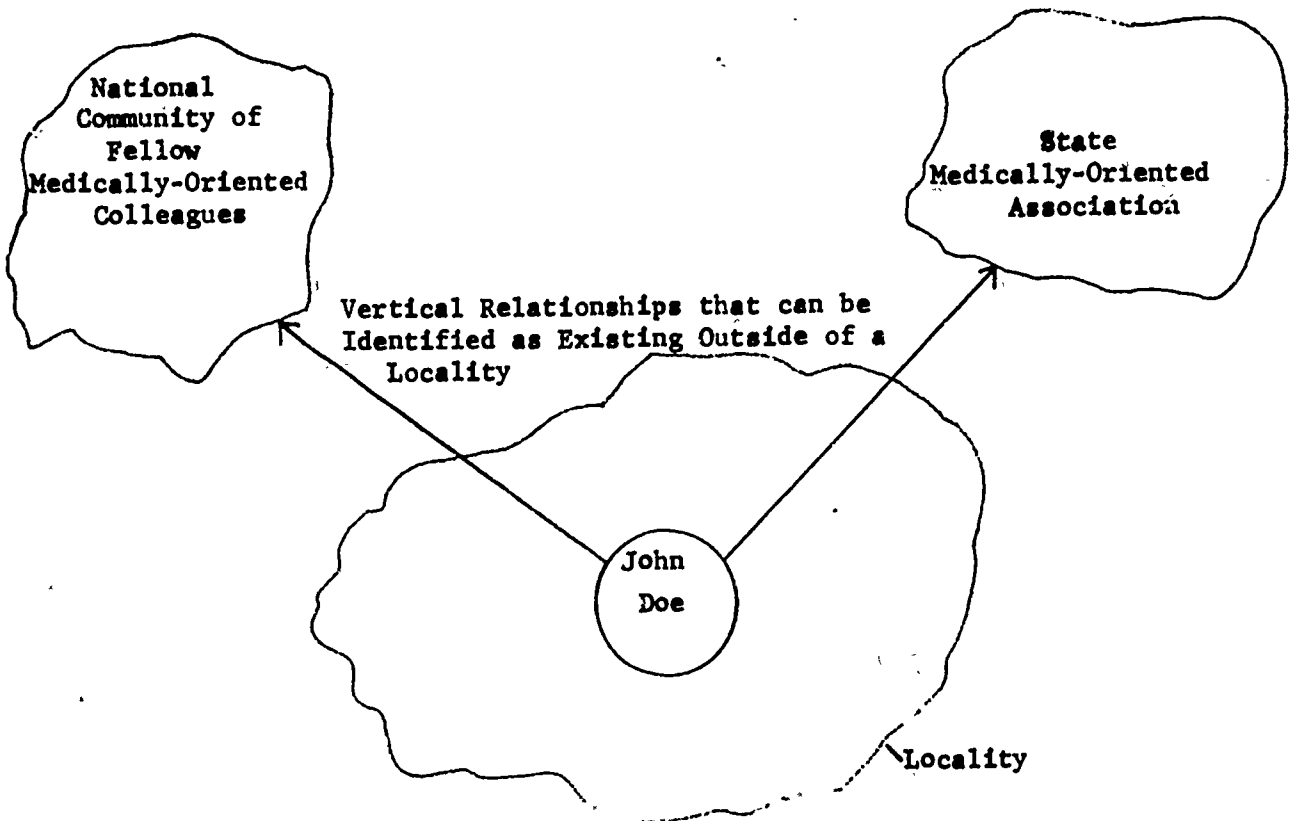 National
Community of
Fellow
Medically-Oriented
Colleagues
State
Medically-Oriented
Association
Vertical Relationships that can be
Identified as Existing Outside of a
Locality
John
Doe
Locality